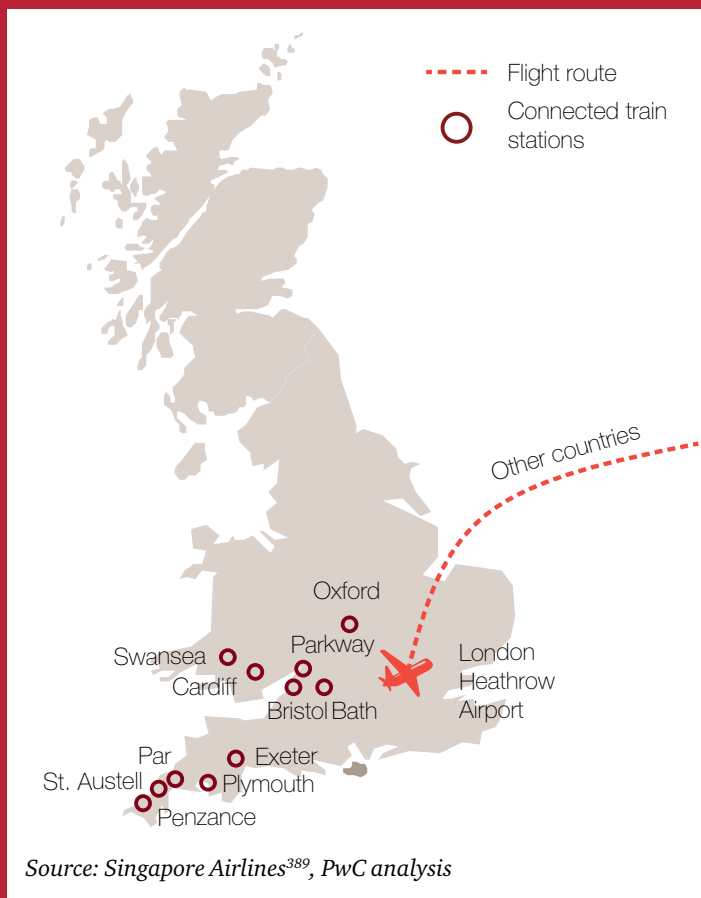 Flight route
Connected train
stations
Other countries
Oxford
Parkway
Swansea
Cardiff
London
Heathrow
Airport
Bristol Bath
Par
Exeter
St. Austell
Plymouth
Penzance
Source: Singapore Airlines³⁸⁹, PwC analysis